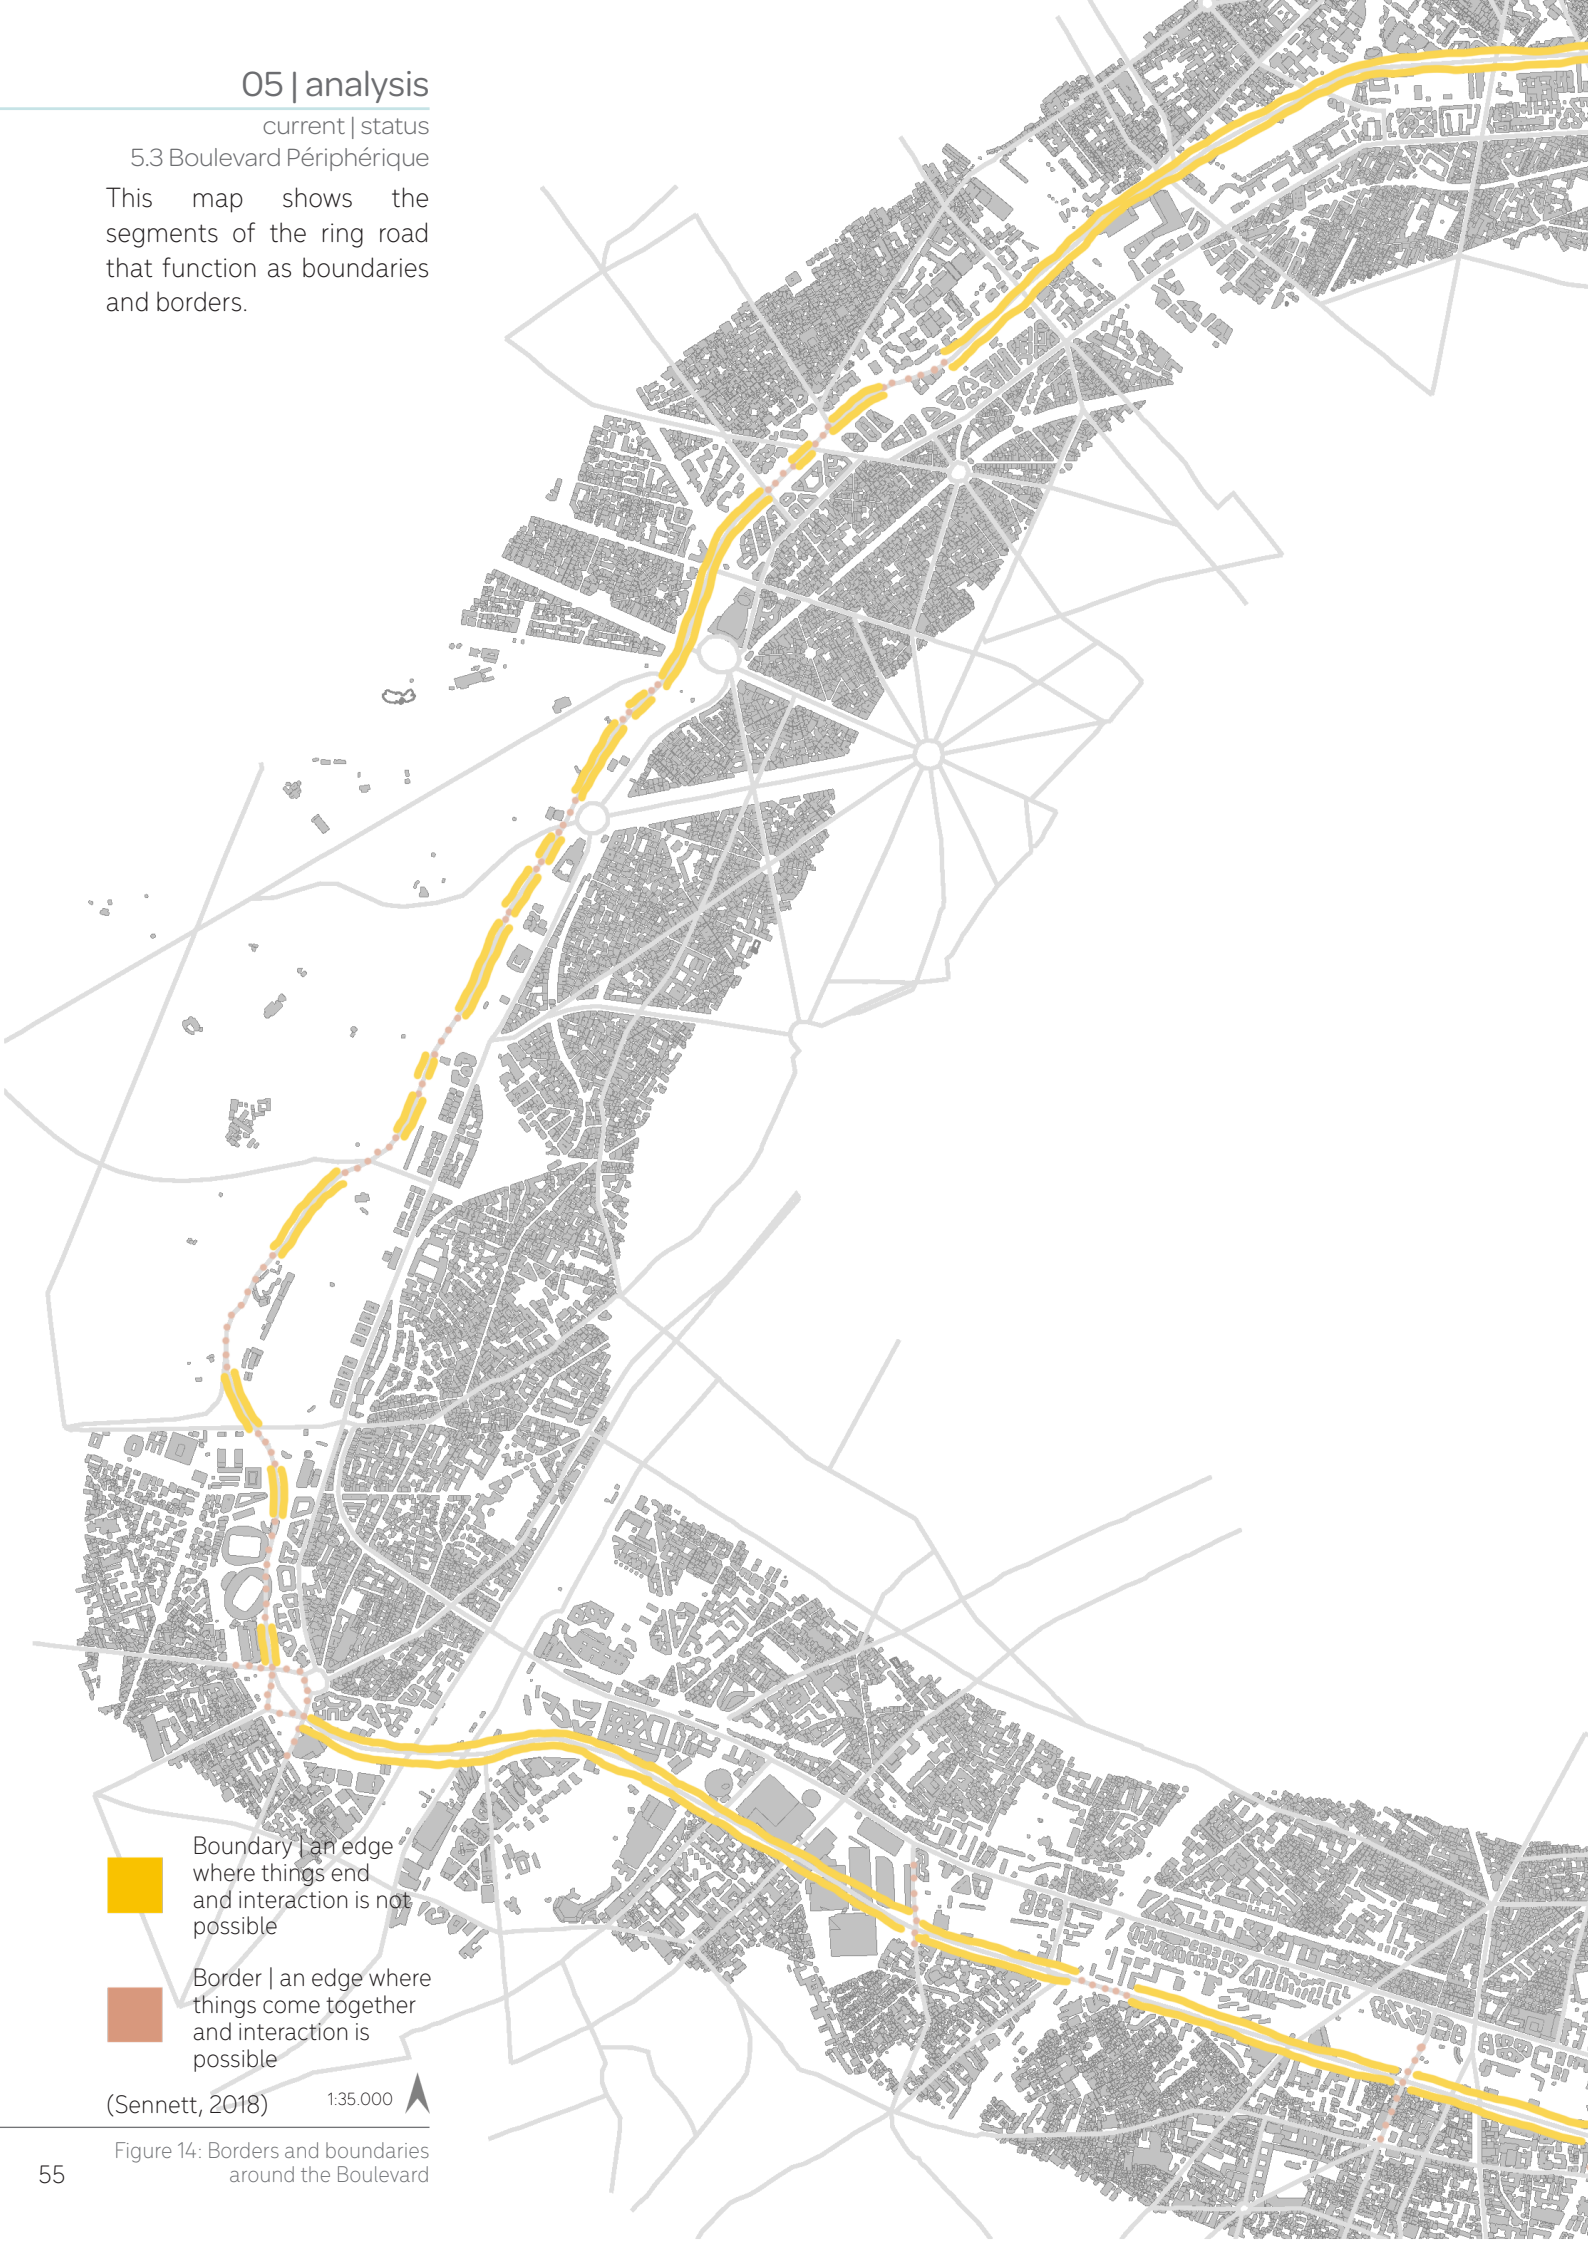 05 | analysis
current | status
5.3 Boulevard Périphérique
This map shows the
segments of the ring road
that function as boundaries
and borders.
Boundary | an edge
where things end
and interaction is not
possible
Border | an edge where
things come together
and interaction is
possible
(Sennett, 2018)
1:35.000
Figure 14: Borders and boundaries
around the Boulevard
55